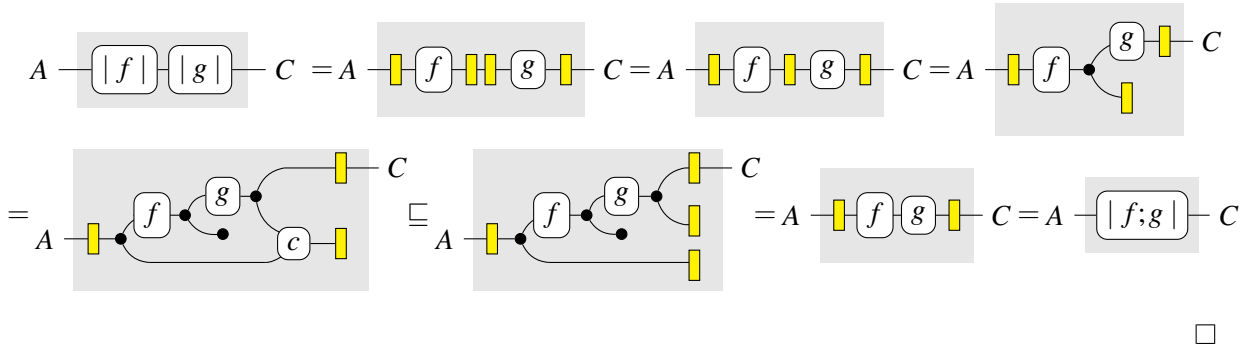 A | f | | g | C = A f g C = A f g C = A f g C
= A f g c C ⊑ A f g C = A f g C = A | f;g | C
□